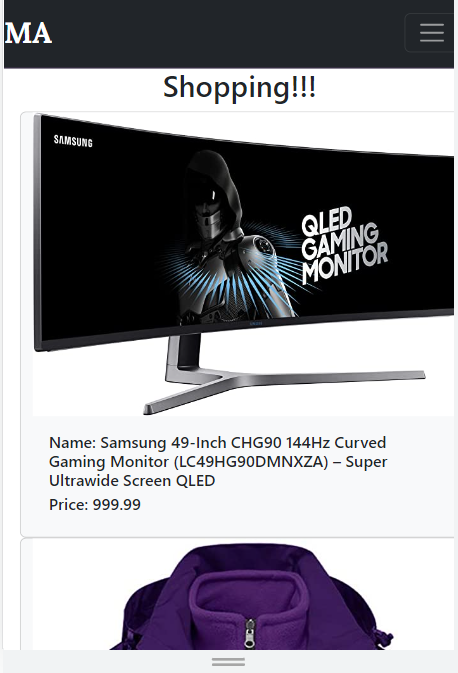 MA
Shopping!!!
SAMSUNG
QLED
GAMING
MONITOR
Name: Samsung 49-Inch CHG90 144Hz Curved
Gaming Monitor (LC49HG90DMNXZA) – Super
Ultrawide Screen QLED
Price: 999.99